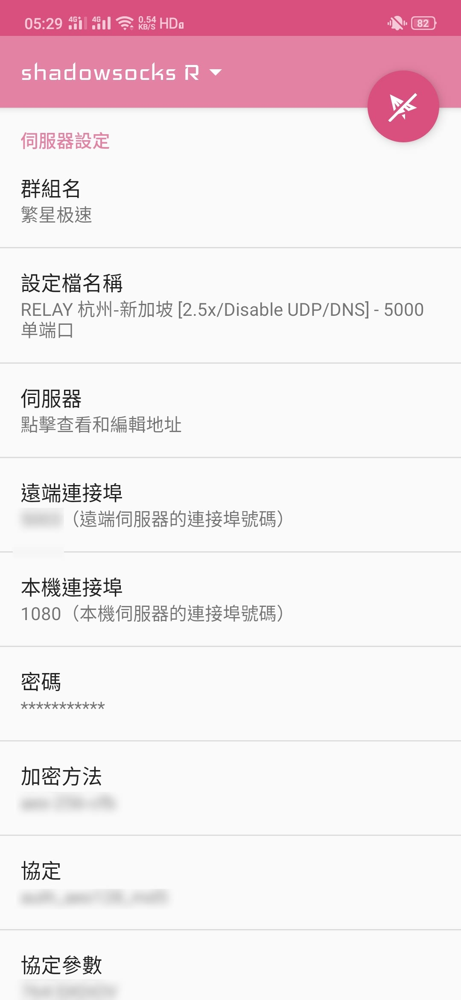 05:29 4G+ 4G 0.54 KB/S HD1 82
shadowsocks R
伺服器設定
群組名
繁星极速
設定檔名稱
RELAY 杭州-新加坡 [2.5x/Disable UDP/DNS] - 5000
单端口
伺服器
點擊查看和編輯地址
遠端連接埠
（遠端伺服器的連接埠號碼）
本機連接埠
1080（本機伺服器的連接埠號碼）
密碼
***********
加密方法
協定
協定參數